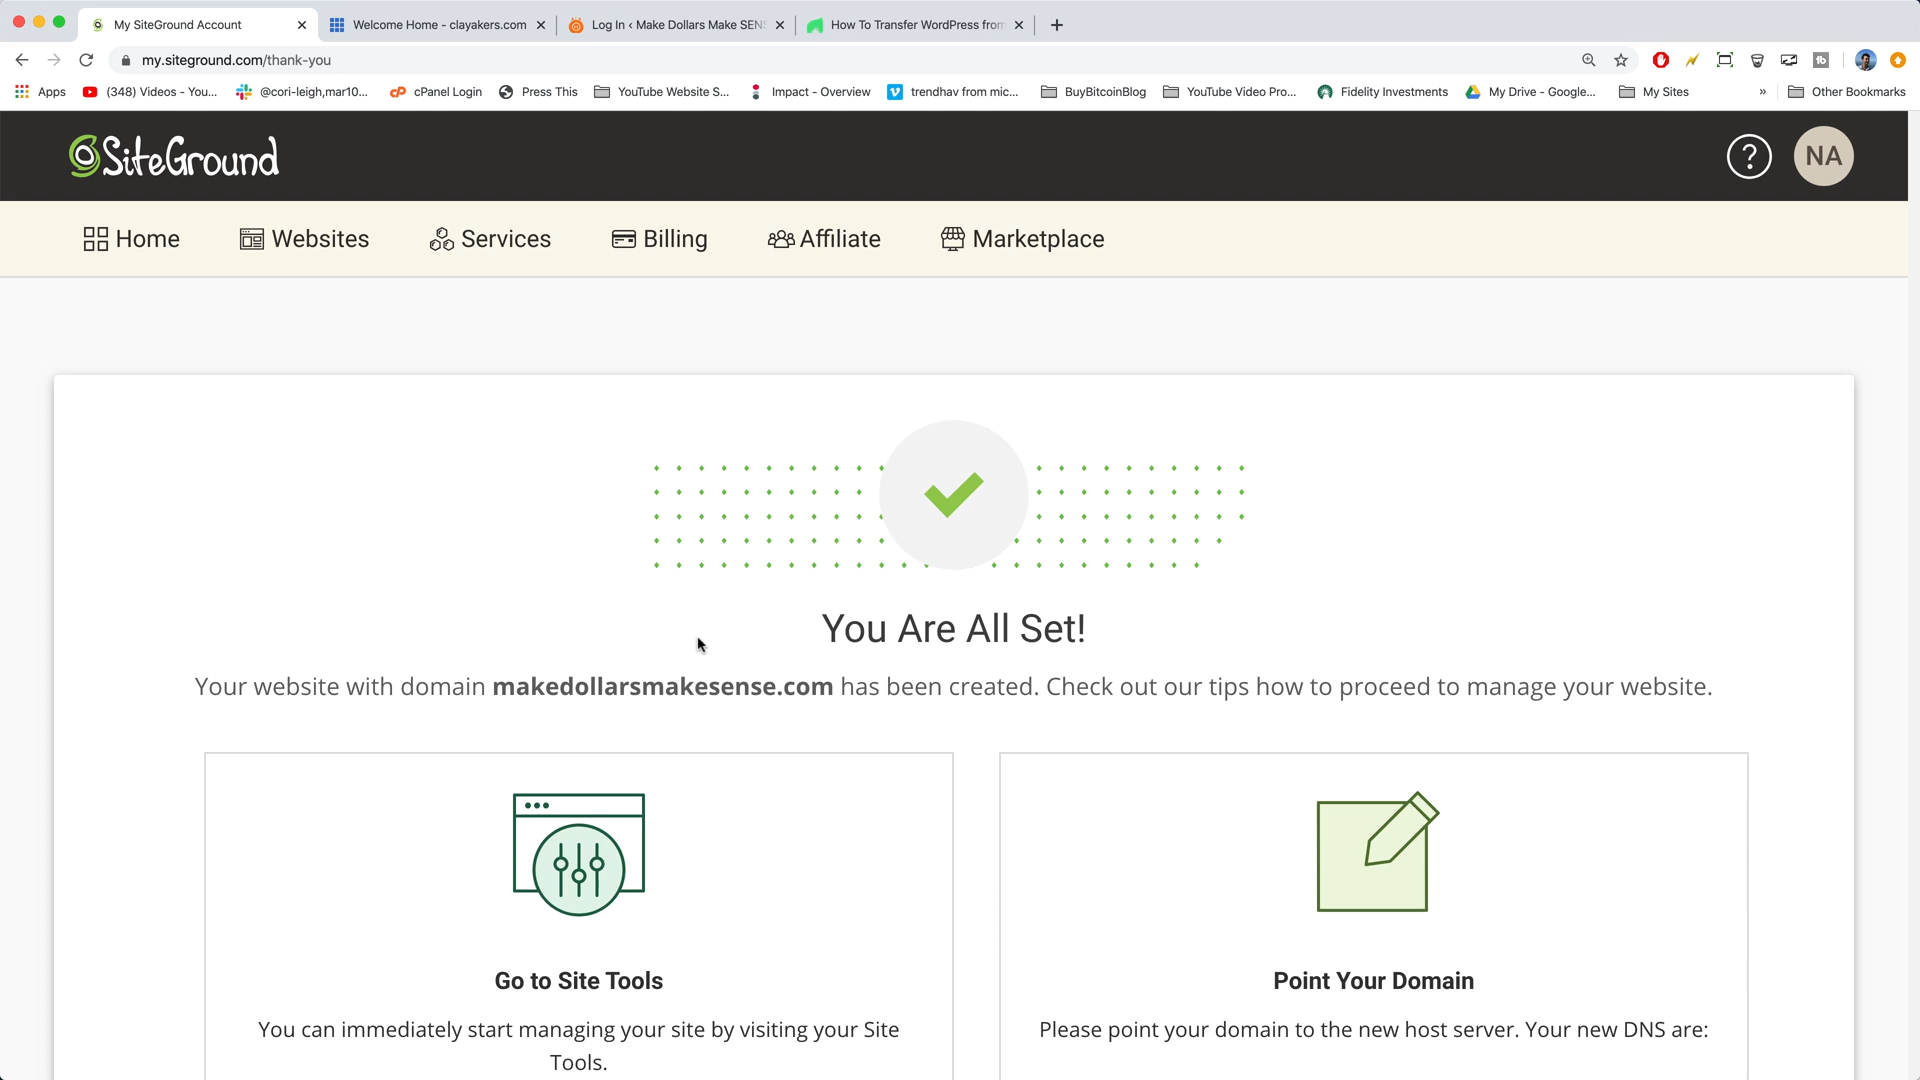 My SiteGround Account
Welcome Home - clayakers.com
Log In ‹ Make Dollars Make SEN
How To Transfer WordPress from
my.siteground.com/thank-you
Apps
(348) Videos - You...
@cori-leigh,mar10...
cPanel Login
Press This
YouTube Website S...
Impact - Overview
trendhav from mic...
BuyBitcoinBlog
YouTube Video Pro...
Fidelity Investments
My Drive - Google...
My Sites
»
Other Bookmarks
SiteGround
?
NA
Home
Websites
Services
Billing
Affiliate
Marketplace
You Are All Set!
Your website with domain makedollarsmakesense.com has been created. Check out our tips how to proceed to manage your website.
Go to Site Tools
You can immediately start managing your site by visiting your Site
Tools.
Point Your Domain
Please point your domain to the new host server. Your new DNS are: